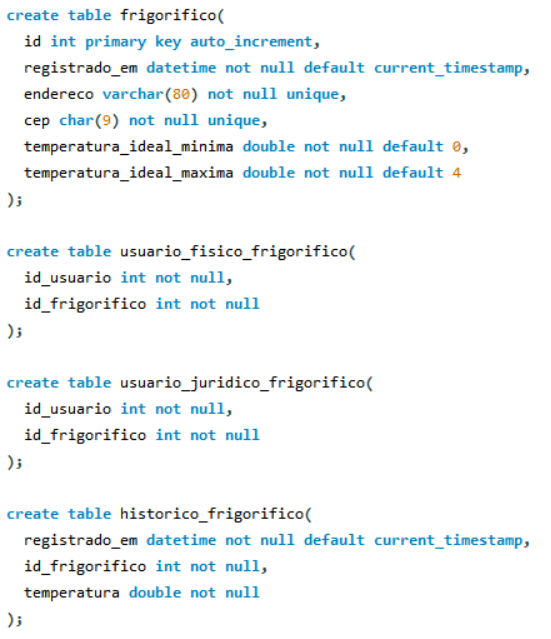 create table frigorifico(
  id int primary key auto_increment,
  registrado_em datetime not null default current_timestamp,
  endereco varchar(80) not null unique,
  cep char(9) not null unique,
  temperatura_ideal_minima double not null default 0,
  temperatura_ideal_maxima double not null default 4
);
create table usuario_fisico_frigorifico(
  id_usuario int not null,
  id_frigorifico int not null
);
create table usuario_juridico_frigorifico(
  id_usuario int not null,
  id_frigorifico int not null
);
create table historico_frigorifico(
  registrado_em datetime not null default current_timestamp,
  id_frigorifico int not null,
  temperatura double not null
);